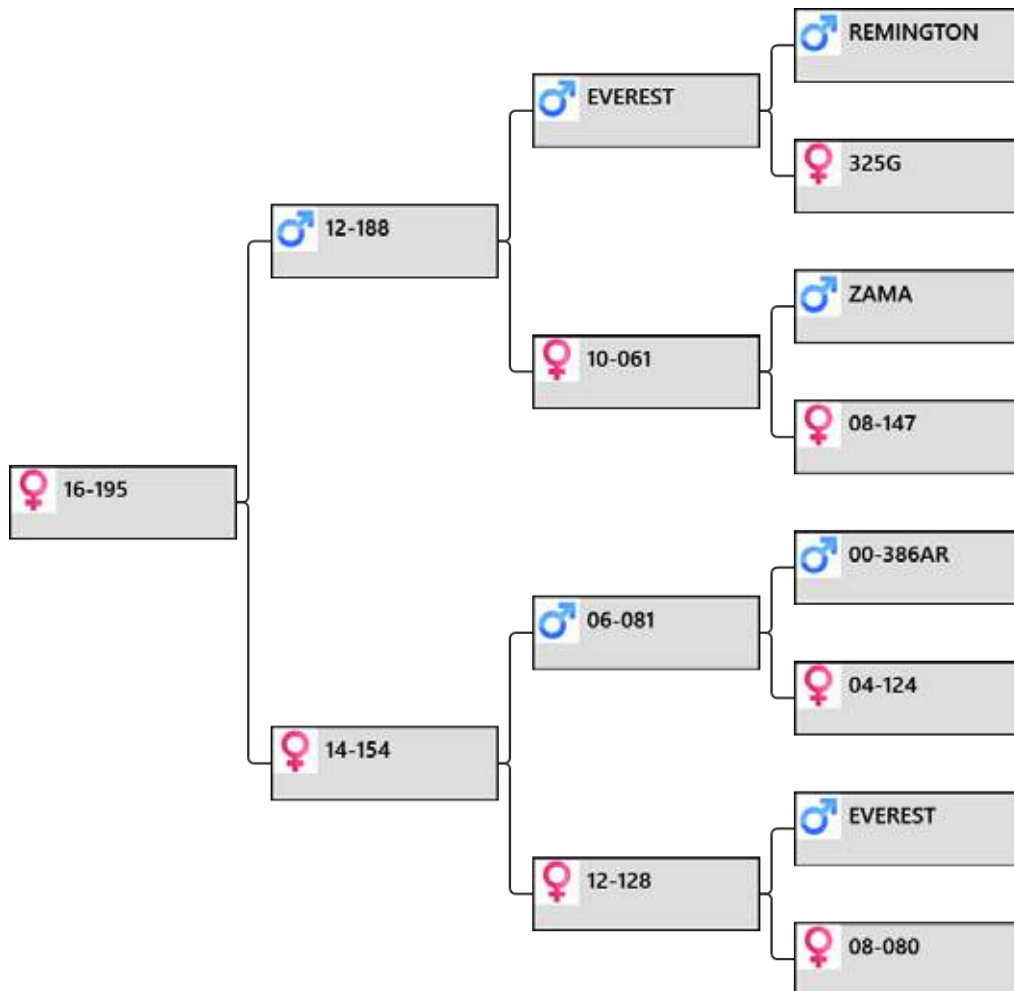 REMINGTON
EVEREST
325G
12-188
ZAMA
10-061
08-147
16-195
00-386AR
06-081
04-124
14-154
EVEREST
12-128
08-080